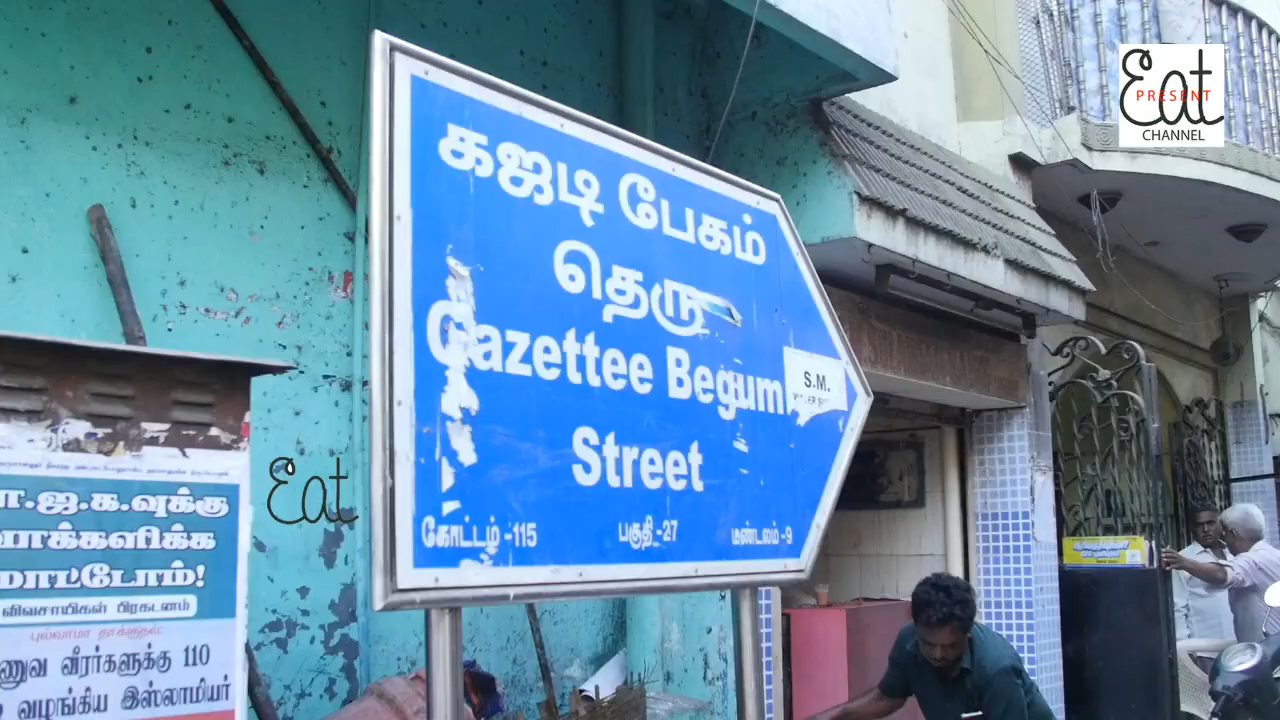 கஜடி பேகம்
தெரு
Gazettee Begum
Street
கோட்டம் -115 பகுதி -27 மண்டலம் -9
S.M.
Eat
PRESENT
CHANNEL
Eat
பா.ஜ.க.வுக்கு
வாக்களிக்க
மாட்டோம்!
விவசாயிகள் பிரகடனம்
புல்வாமா தாக்குதல்:
வீரர்களுக்கு 110
வழங்கிய இஸ்லாமியர்